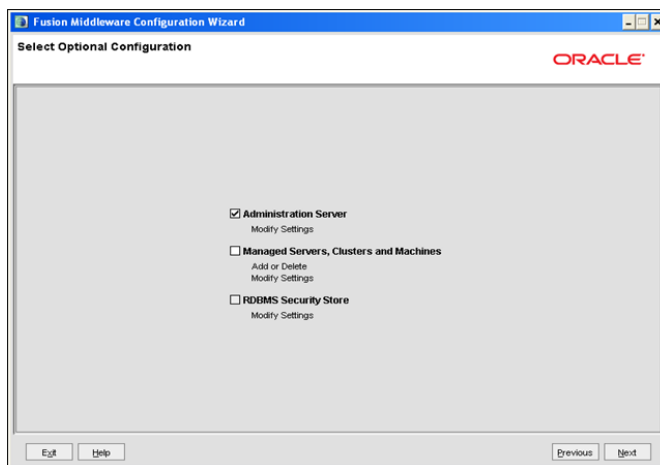 Fusion Middleware Configuration Wizard
Select Optional Configuration
ORACLE
Administration Server
Modify Settings
Managed Servers, Clusters and Machines
Add or Delete
Modify Settings
RDBMS Security Store
Modify Settings
Exit Help Previous Next